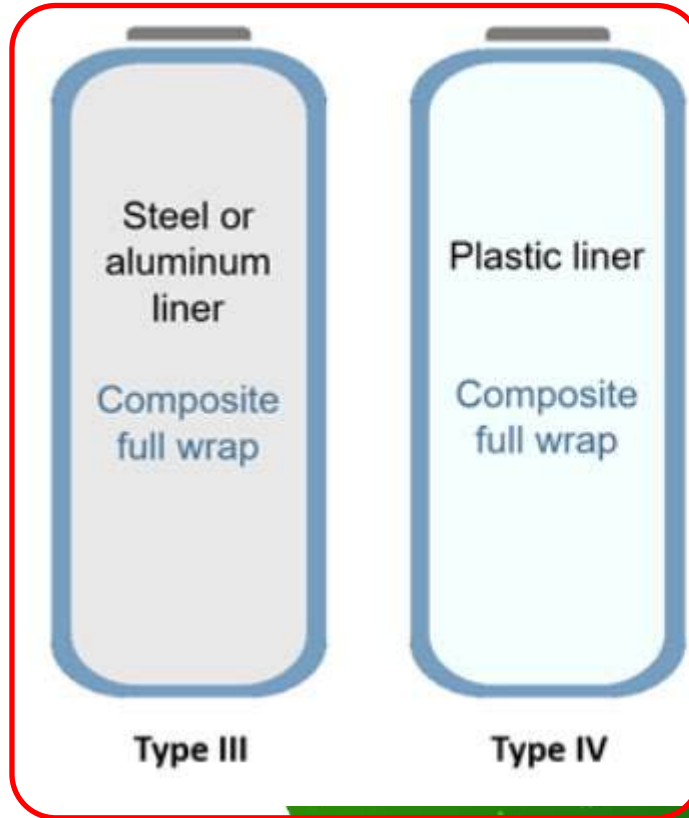 Steel or
aluminum
liner
Composite
full wrap
Type III
Plastic liner
Composite
full wrap
Type IV